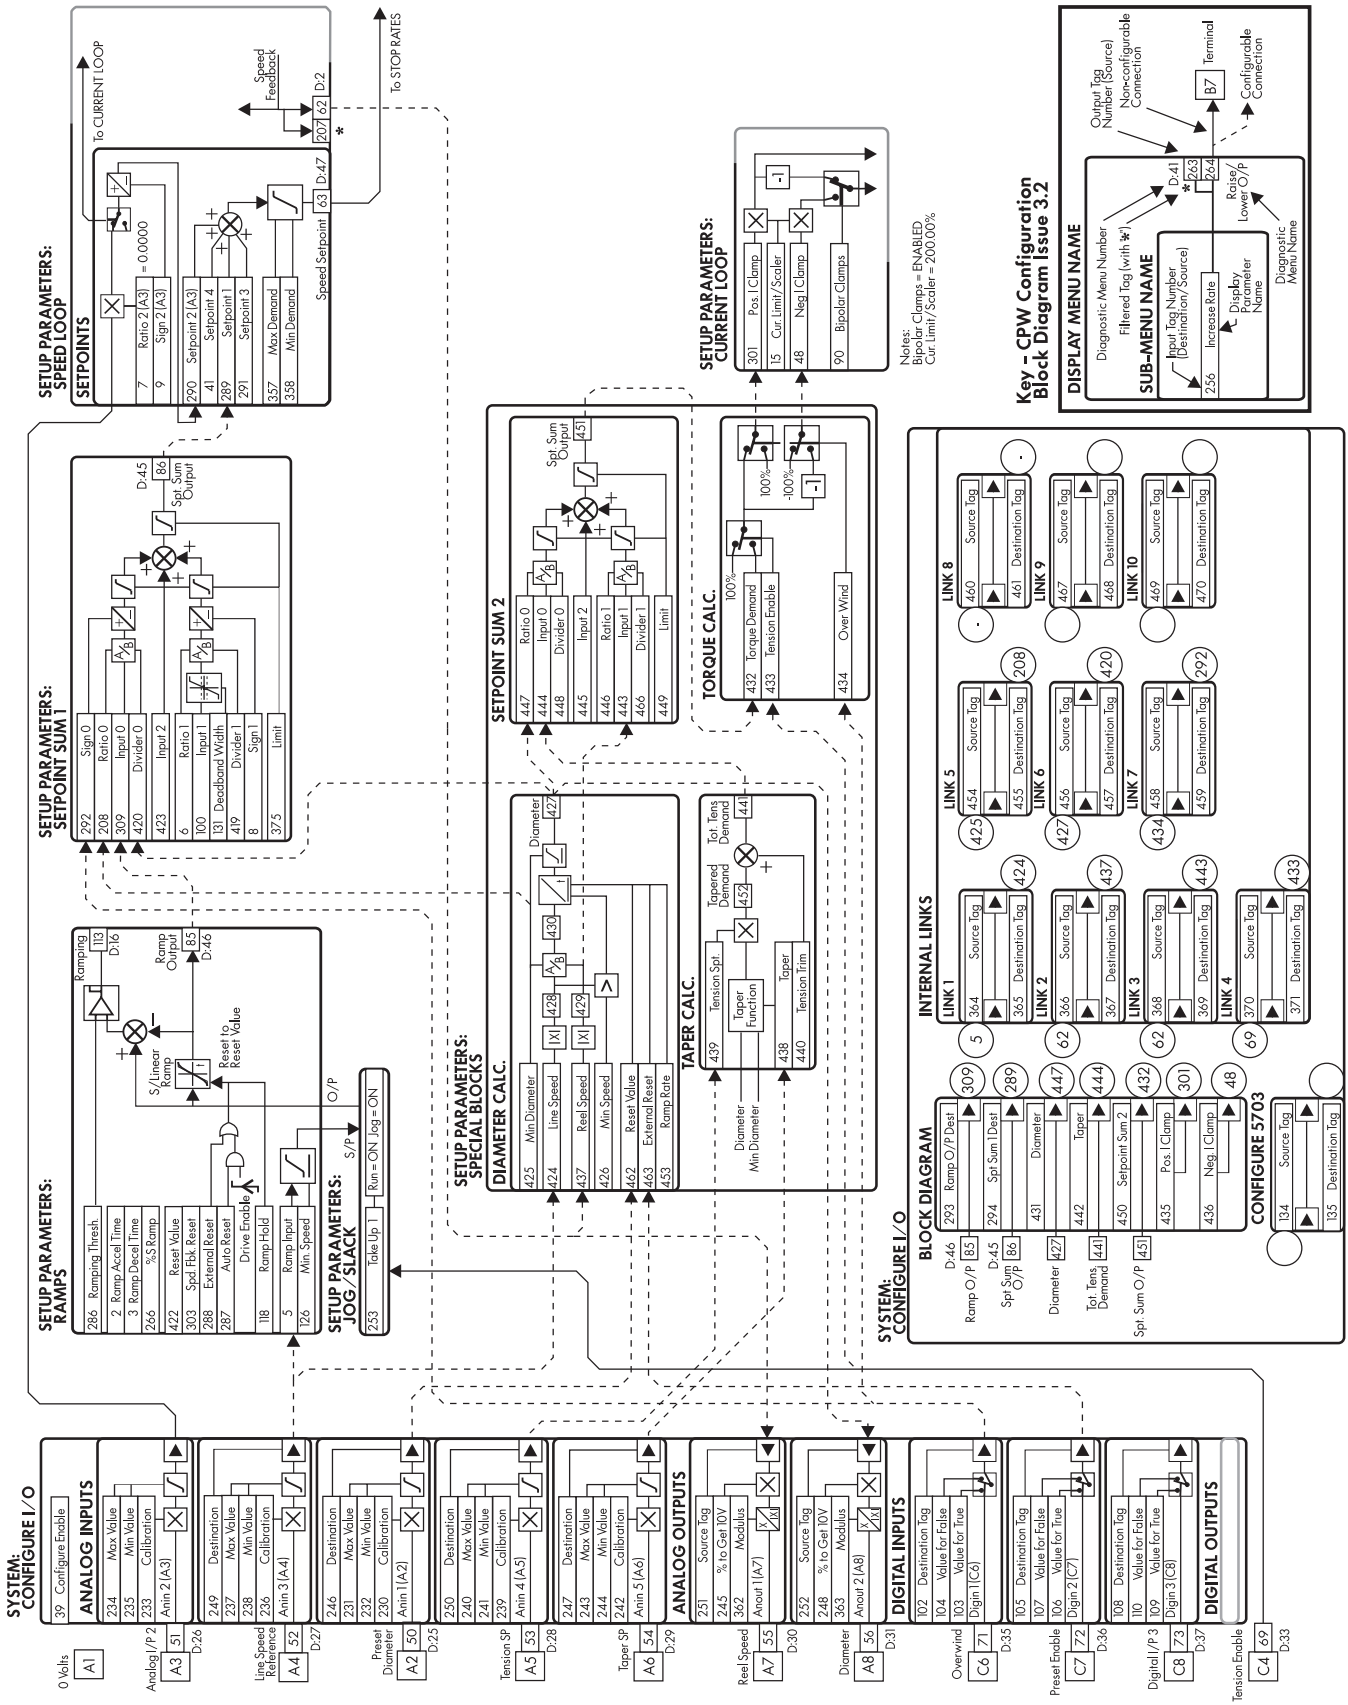 SYSTEM:
CONFIGURE I/O
39 Configure Enable
ANALOG INPUTS
0 Volts
A1
234 Max Value
235 Min Value
233 Calibration
Anin 2 (A3)
Analog I/P 2
A3 51
D:26
249 Destination
237 Max Value
238 Min Value
236 Calibration
Anin 3 (A4)
Line Speed
Reference
A4 52
D:27
246 Destination
231 Max Value
232 Min Value
230 Calibration
Anin 1 (A2)
Preset
Diameter
A2 50
D:25
250 Destination
240 Max Value
241 Min Value
239 Calibration
Anin 4 (A5)
Tension SP
A5 53
D:28
247 Destination
243 Max Value
244 Min Value
242 Calibration
Anin 5 (A6)
Taper SP
A6 54
D:29
ANALOG OUTPUTS
251 Source Tag
245 % to Get 10V
362 Modulus
Anout 1 (A7)
X |X|
Reel Speed
A7 55
D:30
252 Source Tag
248 % to Get 10V
363 Modulus
Anout 2 (A8)
X |X|
Diameter
A8 56
D:31
DIGITAL INPUTS
102 Destination Tag
104 Value for False
103 Value for True
Digin 1 (C6)
Overwind
C6 71
D:35
105 Destination Tag
107 Value for False
106 Value for True
Digin 2 (C7)
Preset Enable
C7 72
D:36
108 Destination Tag
110 Value for False
109 Value for True
Digin 3 (C8)
Digital I/P 3
C8 73
D:37
DIGITAL OUTPUTS
Tension Enable
C4 69
D:33
SETUP PARAMETERS:
RAMPS
286 Ramping Thresh.
2 Ramp Accel Time
3 Ramp Decel Time
266 %S Ramp
422 Reset Value
303 Spd. Fbk. Reset
288 External Reset
287 Auto Reset
Drive Enable
118 Ramp Hold
5 Ramp Input
126 Min. Speed
S/Linear
Ramp
t
Reset to
Reset Value
+
-
Ramping
113
D:16
Ramp
Output
85
D:46
SETUP PARAMETERS:
JOG/SLACK
S/P
O/P
253 Take Up 1 Run = ON Jog = ON
SETUP PARAMETERS:
SETPOINT SUM 1
292 Sign 0
208 Ratio 0
309 Input 0
420 Divider 0
423 Input 2
6 Ratio 1
100 Input 1
131 Deadband Width
419 Divider 1
8 Sign 1
375 Limit
A/B
A/B
+
+
+
D:45
86
Spt. Sum
Output
SETUP PARAMETERS:
SPEED LOOP
SETPOINTS
7 Ratio 2 (A3) = 0.0000
9 Sign 2 (A3)
290 Setpoint 2 (A3)
41 Setpoint 4
289 Setpoint 1
291 Setpoint 3
357 Max Demand
358 Min Demand
+
+
+
To CURRENT LOOP
63 D:47
Speed Setpoint
207 62 D:2
*
Speed
Feedback
To STOP RATES
SETUP PARAMETERS:
SPECIAL BLOCKS
DIAMETER CALC.
425 Min Diameter
424 Line Speed
437 Reel Speed
426 Min Speed
462 Reset Value
463 External Reset
453 Ramp Rate
|X|
|X|
428
429
>
A/B
430
t
Diameter
427
TAPER CALC.
439 Tension Spt.
Diameter
Min Diameter
Taper
Function
438 Taper
440 Tension Trim
Tapered
Demand
452
+
Tot. Tens
Demand
441
SETPOINT SUM 2
447 Ratio 0
444 Input 0
448 Divider 0
445 Input 2
446 Ratio 1
443 Input 1
466 Divider 1
449 Limit
A/B
A/B
+
+
+
Spt. Sum
Output
451
TORQUE CALC.
432 Torque Demand
433 Tension Enable
434 Over Wind
100%
100%
-100%
-1
SETUP PARAMETERS:
CURRENT LOOP
301 Pos. I Clamp
15 Cur. Limit/Scaler
48 Neg I Clamp
90 Bipolar Clamps
-1
Notes:
Bipolar Clamps = ENABLED
Cur. Limit/Scaler = 200.00%
SYSTEM:
CONFIGURE I/O
BLOCK DIAGRAM
D:46
Ramp O/P 85
293 Ramp O/P Dest
309
D:45
Spt Sum
O/P
86
294 Spt Sum 1 Dest
289
Diameter 427
431 Diameter
447
Tot. Tens,
Demand
441
442 Taper
444
Spt. Sum O/P 451
450 Setpoint Sum 2
432
435 Pos. I Clamp
301
436 Neg. I Clamp
48
CONFIGURE 5703
134 Source Tag
135 Destination Tag
INTERNAL LINKS
LINK 1
5
364 Source Tag
365 Destination Tag
424
LINK 2
62
366 Source Tag
367 Destination Tag
437
LINK 3
62
368 Source Tag
369 Destination Tag
443
LINK 4
69
370 Source Tag
371 Destination Tag
433
LINK 5
425
454 Source Tag
455 Destination Tag
208
LINK 6
427
456 Source Tag
457 Destination Tag
420
LINK 7
434
458 Source Tag
459 Destination Tag
292
LINK 8
-
460 Source Tag
461 Destination Tag
-
LINK 9
467 Source Tag
468 Destination Tag
LINK 10
469 Source Tag
470 Destination Tag
Key - CPW Configuration
Block Diagram Issue 3.2
DISPLAY MENU NAME
Diagnostic Menu Number
Filtered Tag (with "*")
SUB-MENU NAME
Input Tag Number
(Destination/Source)
256 Increase Rate
Display
Parameter
Name
D:41
*
263
264
Raise/
Lower O/P
Diagnostic
Menu Name
Output Tag
Number (Source)
Non-configurable
Connection
B7 Terminal
Configurable
Connection